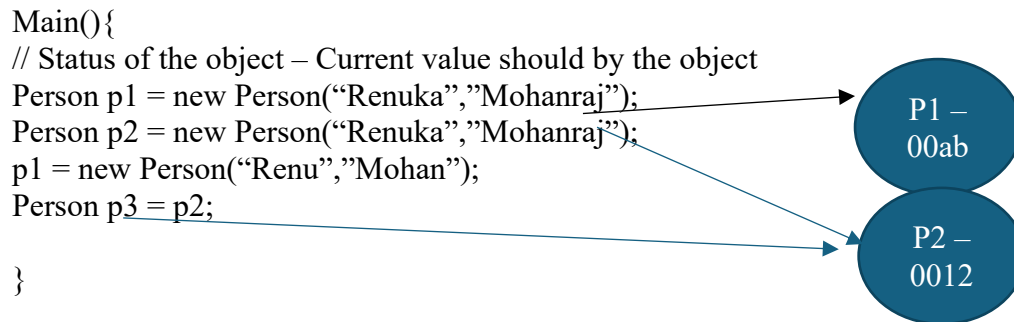 Main(){
// Status of the object – Current value should by the object
Person p1 = new Person(“Renuka”,”Mohanraj”);
Person p2 = new Person(“Renuka”,”Mohanraj”);
p1 = new Person(“Renu”,”Mohan”);
Person p3 = p2;
}
P1 –
00ab
P2 –
0012